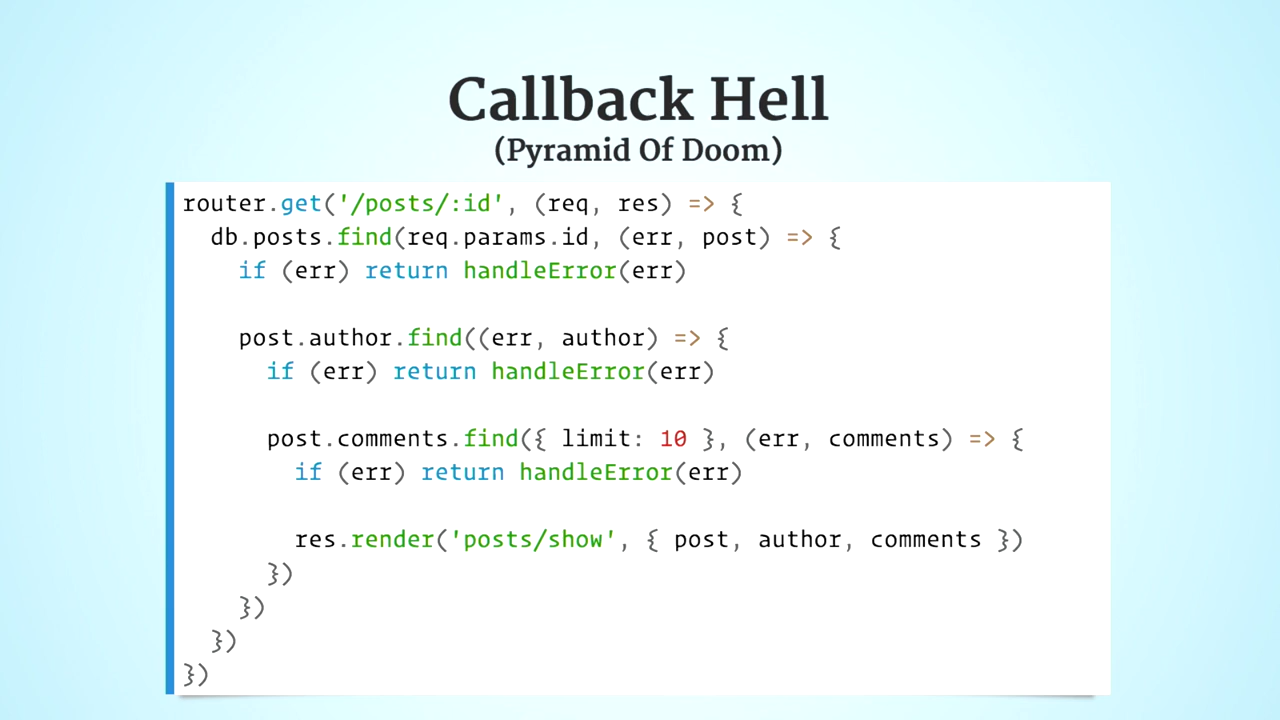 Callback Hell
(Pyramid Of Doom)
router.get('/posts/:id', (req, res) => {
  db.posts.find(req.params.id, (err, post) => {
    if (err) return handleError(err)

    post.author.find((err, author) => {
      if (err) return handleError(err)

      post.comments.find({ limit: 10 }, (err, comments) => {
        if (err) return handleError(err)

        res.render('posts/show', { post, author, comments })
      })
    })
  })
})